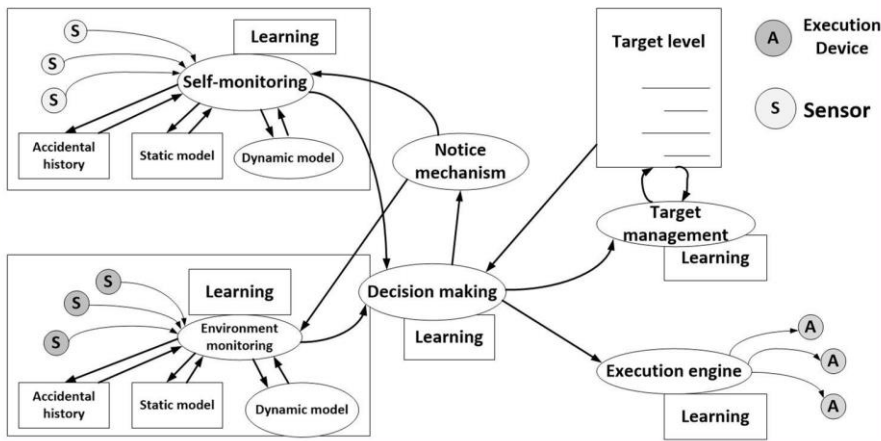 S
S
S
Learning
Self-monitoring
Accidental
history
Static model
Dynamic model
Notice
mechanism
Target level
A
Execution
Device
S
Sensor
Target
management
Learning
S
S
S
Learning
Environment
monitoring
Accidental
history
Static model
Dynamic model
Decision making
Learning
Execution engine
Learning
A
A
A